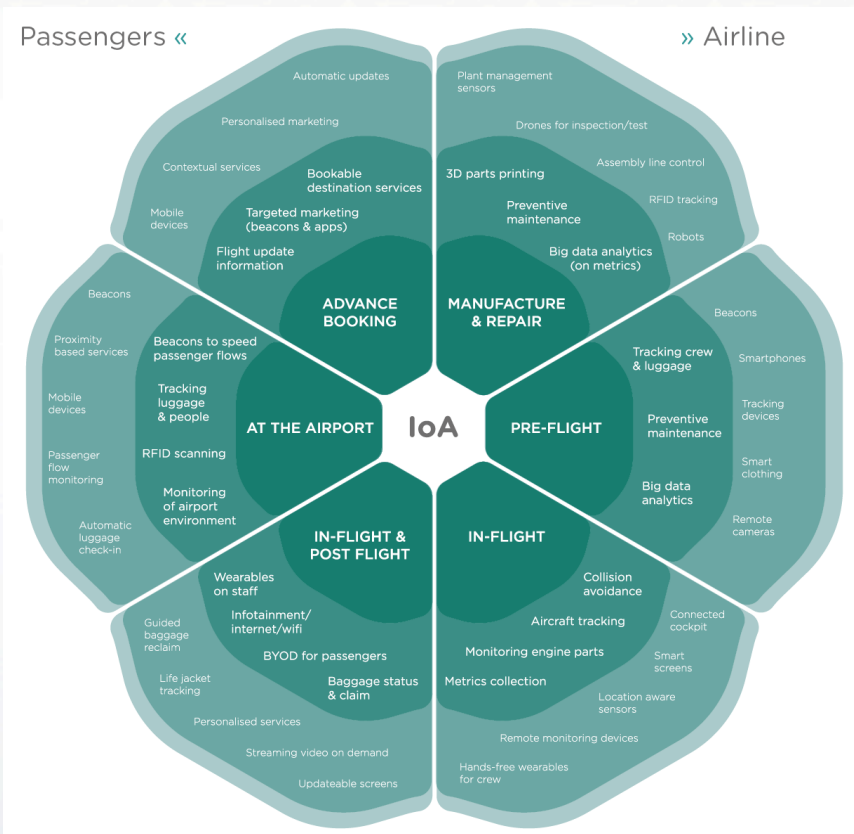 Passengers «
» Airline
Automatic updates
Personalised marketing
Contextual services
Mobile
devices
Bookable
destination services
Targeted marketing
(beacons & apps)
Flight update
information
ADVANCE
BOOKING
Plant management
sensors
Drones for inspection/test
Assembly line control
RFID tracking
Robots
3D parts printing
Preventive
maintenance
Big data analytics
(on metrics)
MANUFACTURE
& REPAIR
Beacons
Proximity
based services
Mobile
devices
Passenger
flow
monitoring
Automatic
luggage
check-in
Beacons to speed
passenger flows
Tracking
luggage
& people
RFID scanning
Monitoring
of airport
environment
AT THE AIRPORT
IoA
PRE-FLIGHT
Tracking crew
& luggage
Preventive
maintenance
Big data
analytics
Beacons
Smartphones
Tracking
devices
Smart
clothing
Remote
cameras
IN-FLIGHT &
POST FLIGHT
Wearables
on staff
Infotainment/
internet/wifi
BYOD for passengers
Baggage status
& claim
Guided
baggage
reclaim
Life jacket
tracking
Personalised services
Streaming video on demand
Updateable screens
IN-FLIGHT
Collision
avoidance
Aircraft tracking
Monitoring engine parts
Metrics collection
Connected
cockpit
Smart
screens
Location aware
sensors
Remote monitoring devices
Hands-free wearables
for crew